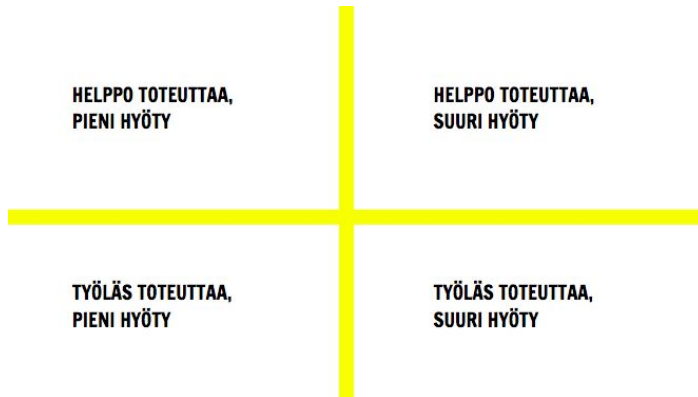 HELPPO TOTEUTTAA,
PIENI HYÖTY
HELPPO TOTEUTTAA,
SUURI HYÖTY
TYÖLÄS TOTEUTTAA,
PIENI HYÖTY
TYÖLÄS TOTEUTTAA,
SUURI HYÖTY